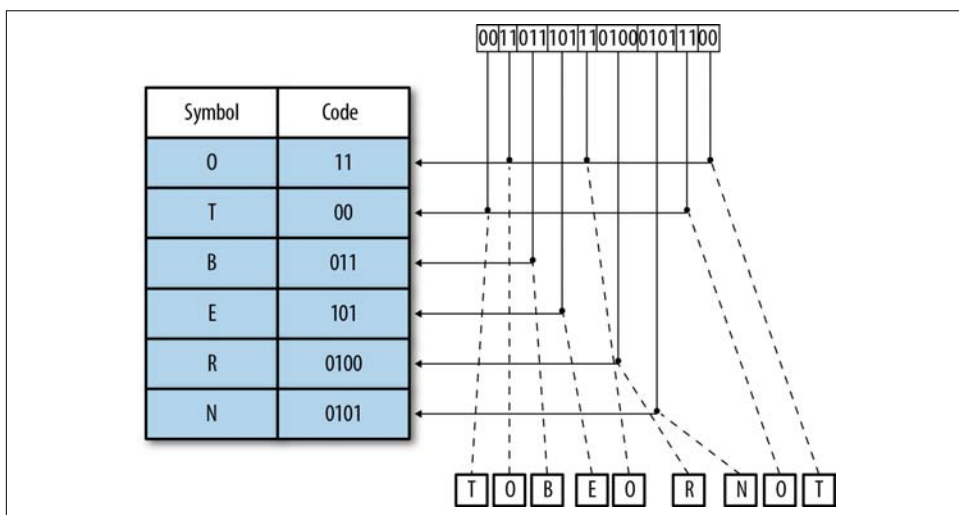 00 11 011 101 11 0100 0101 11 00
Symbol Code
O 11
T 00
B 011
E 101
R 0100
N 0101
T O B E O R N O T